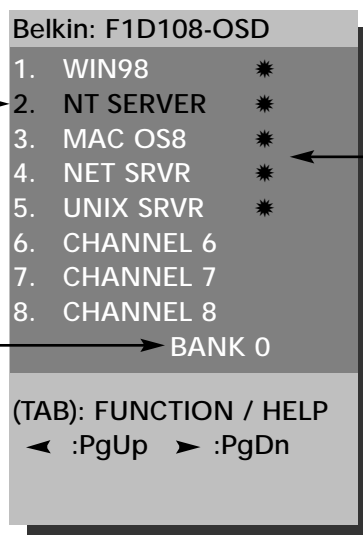 Belkin: F1D108-OSD
1. WIN98 ✹
2. NT SERVER ✹
3. MAC OS8 ✹
4. NET SRVR ✹
5. UNIX SRVR ✹
6. CHANNEL 6
7. CHANNEL 7
8. CHANNEL 8
BANK 0
(TAB): FUNCTION / HELP
◄ :PgUp ► :PgDn